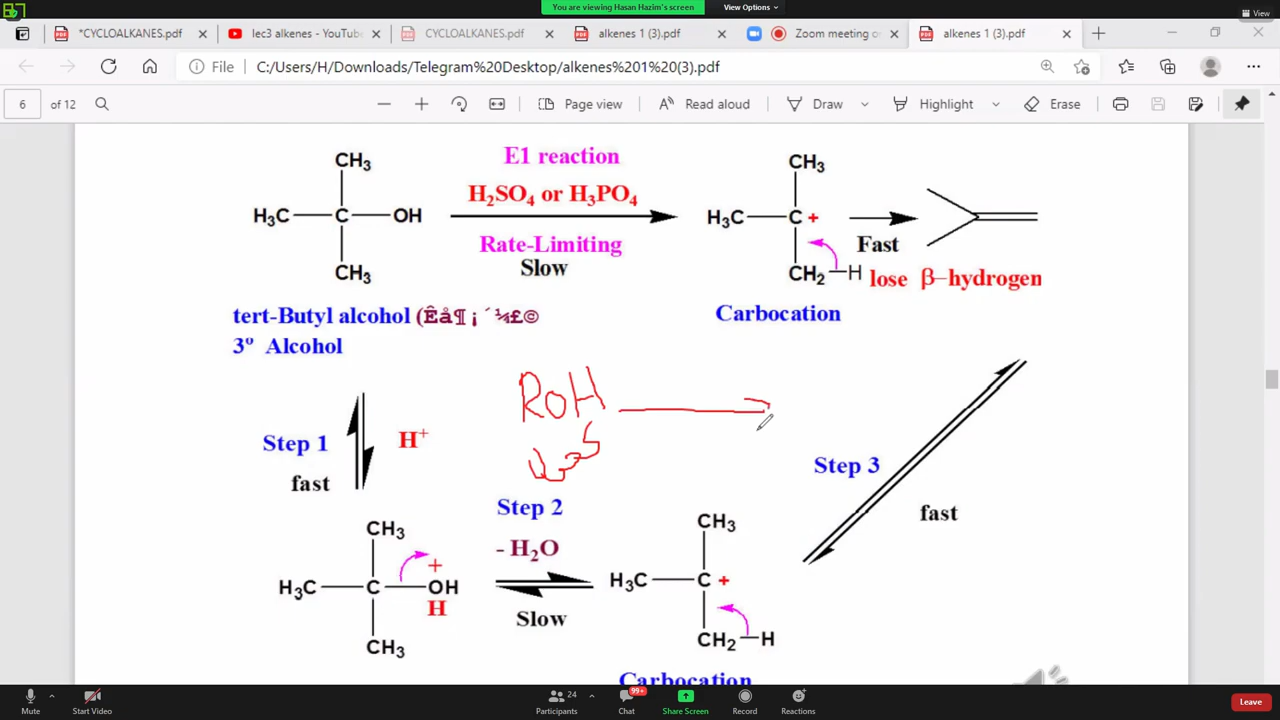 You are viewing Hasan Hazim's screen
View Options
View
*CYCLOALKANES.pdf
lec3 alkenes - YouTube
CYCLOALKANES.pdf
alkenes 1 (3).pdf
Zoom meeting on
alkenes 1 (3).pdf
File
C:/Users/H/Downloads/Telegram%20Desktop/alkenes%201%20(3).pdf
6 of 12
Page view
Read aloud
Draw
Highlight
Erase
CH3
H3C C OH
CH3
E1 reaction
H2SO4 or H3PO4
Rate-Limiting
Slow
CH3
H3C C +
CH2 H
Fast
lose β-hydrogen
tert-Butyl alcohol (Êå¶¡´¼£©
3° Alcohol
Carbocation
ROH
Step 1
H+
fast
Step 2
- H2O
Slow
Step 3
fast
CH3
H3C C OH
+
H
CH3
CH3
H3C C +
CH2 H
Carbocation
Mute
Start Video
24
Participants
99+
Chat
Share Screen
Record
Reactions
Leave